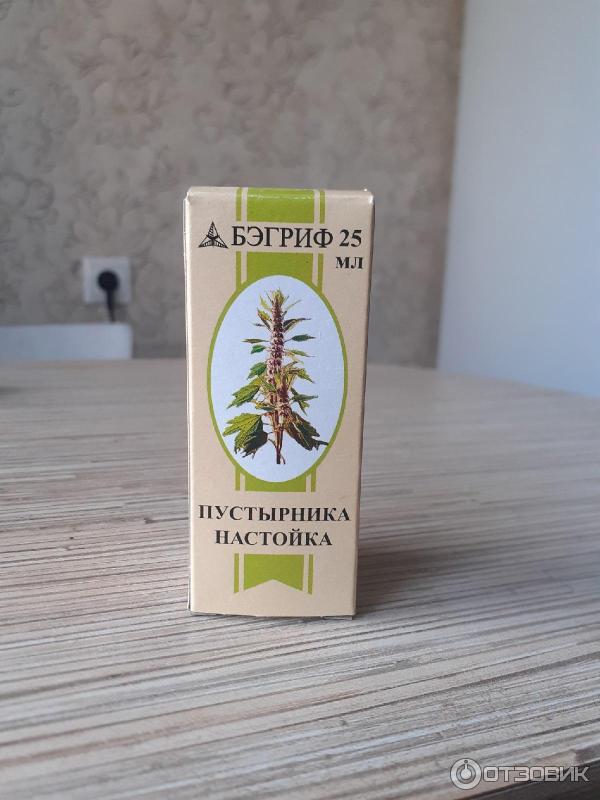 БЭГРИФ 25
МЛ
ПУСТЫРНИКА
НАСТОЙКА
ОТЗОВИК